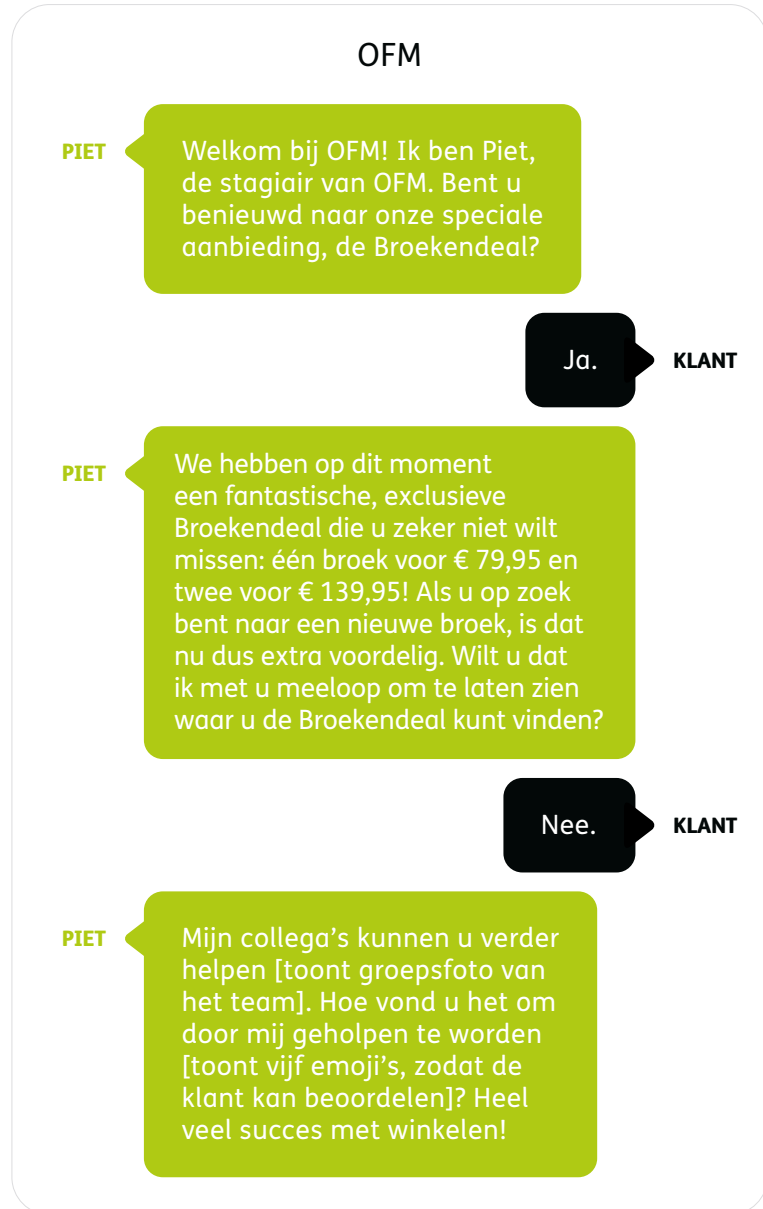 OFM
PIET
Welkom bij OFM! Ik ben Piet,
de stagiair van OFM. Bent u
benieuwd naar onze speciale
aanbieding, de Broekendeal?
Ja.
KLANT
PIET
We hebben op dit moment
een fantastische, exclusieve
Broekendeal die u zeker niet wilt
missen: één broek voor € 79,95 en
twee voor € 139,95! Als u op zoek
bent naar een nieuwe broek, is dat
nu dus extra voordelig. Wilt u dat
ik met u meeloop om te laten zien
waar u de Broekendeal kunt vinden?
Nee.
KLANT
PIET
Mijn collega’s kunnen u verder
helpen [toont groepsfoto van
het team]. Hoe vond u het om
door mij geholpen te worden
[toont vijf emoji’s, zodat de
klant kan beoordelen]? Heel
veel succes met winkelen!